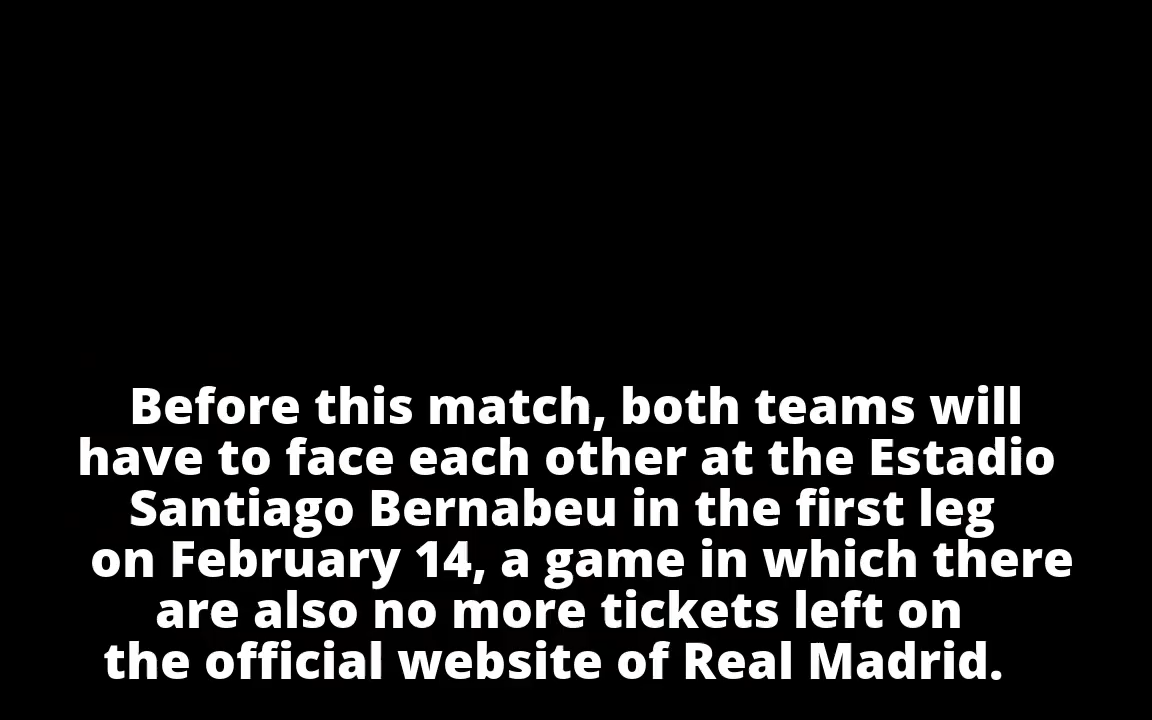 Before this match, both teams will
have to face each other at the Estadio
Santiago Bernabeu in the first leg
on February 14, a game in which there
are also no more tickets left on
the official website of Real Madrid.